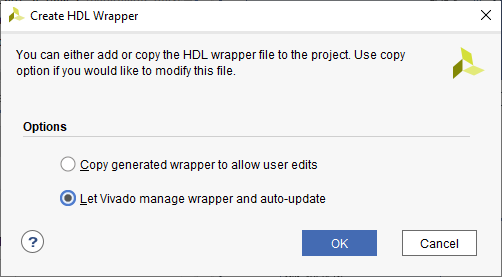 Create HDL Wrapper
You can either add or copy the HDL wrapper file to the project. Use copy
option if you would like to modify this file.
Options
Copy generated wrapper to allow user edits
Let Vivado manage wrapper and auto-update
?
OK
Cancel